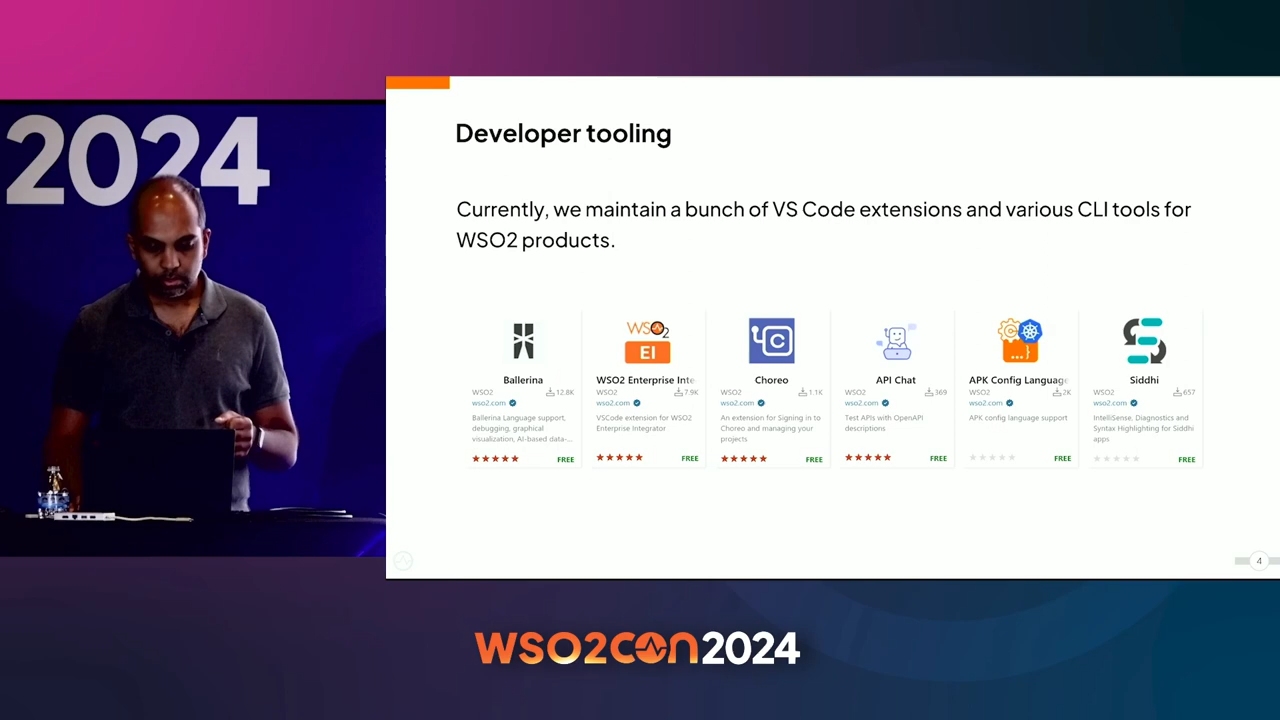 2024
Developer tooling
Currently, we maintain a bunch of VS Code extensions and various CLI tools for
WSO2 products.
WSO2
EI
C
{...}
Ballerina
WSO2 12.8K
wso2.com
Ballerina Language support,
debugging, graphical
visualization, AI-based data-...
FREE
WSO2 Enterprise Inte
WSO2 7.9K
wso2.com
VSCode extension for WSO2
Enterprise Integrator
FREE
Choreo
WSO2 1.1K
wso2.com
An extension for Signing in to
Choreo and managing your
projects
FREE
API Chat
WSO2 369
wso2.com
Test APIs with OpenAPI
descriptions
FREE
APK Config Language
WSO2 2K
wso2.com
APK config language support
FREE
Siddhi
WSO2 657
wso2.com
IntelliSense, Diagnostics and
Syntax Highlighting for Siddhi
apps
FREE
4
WSO2CON2024